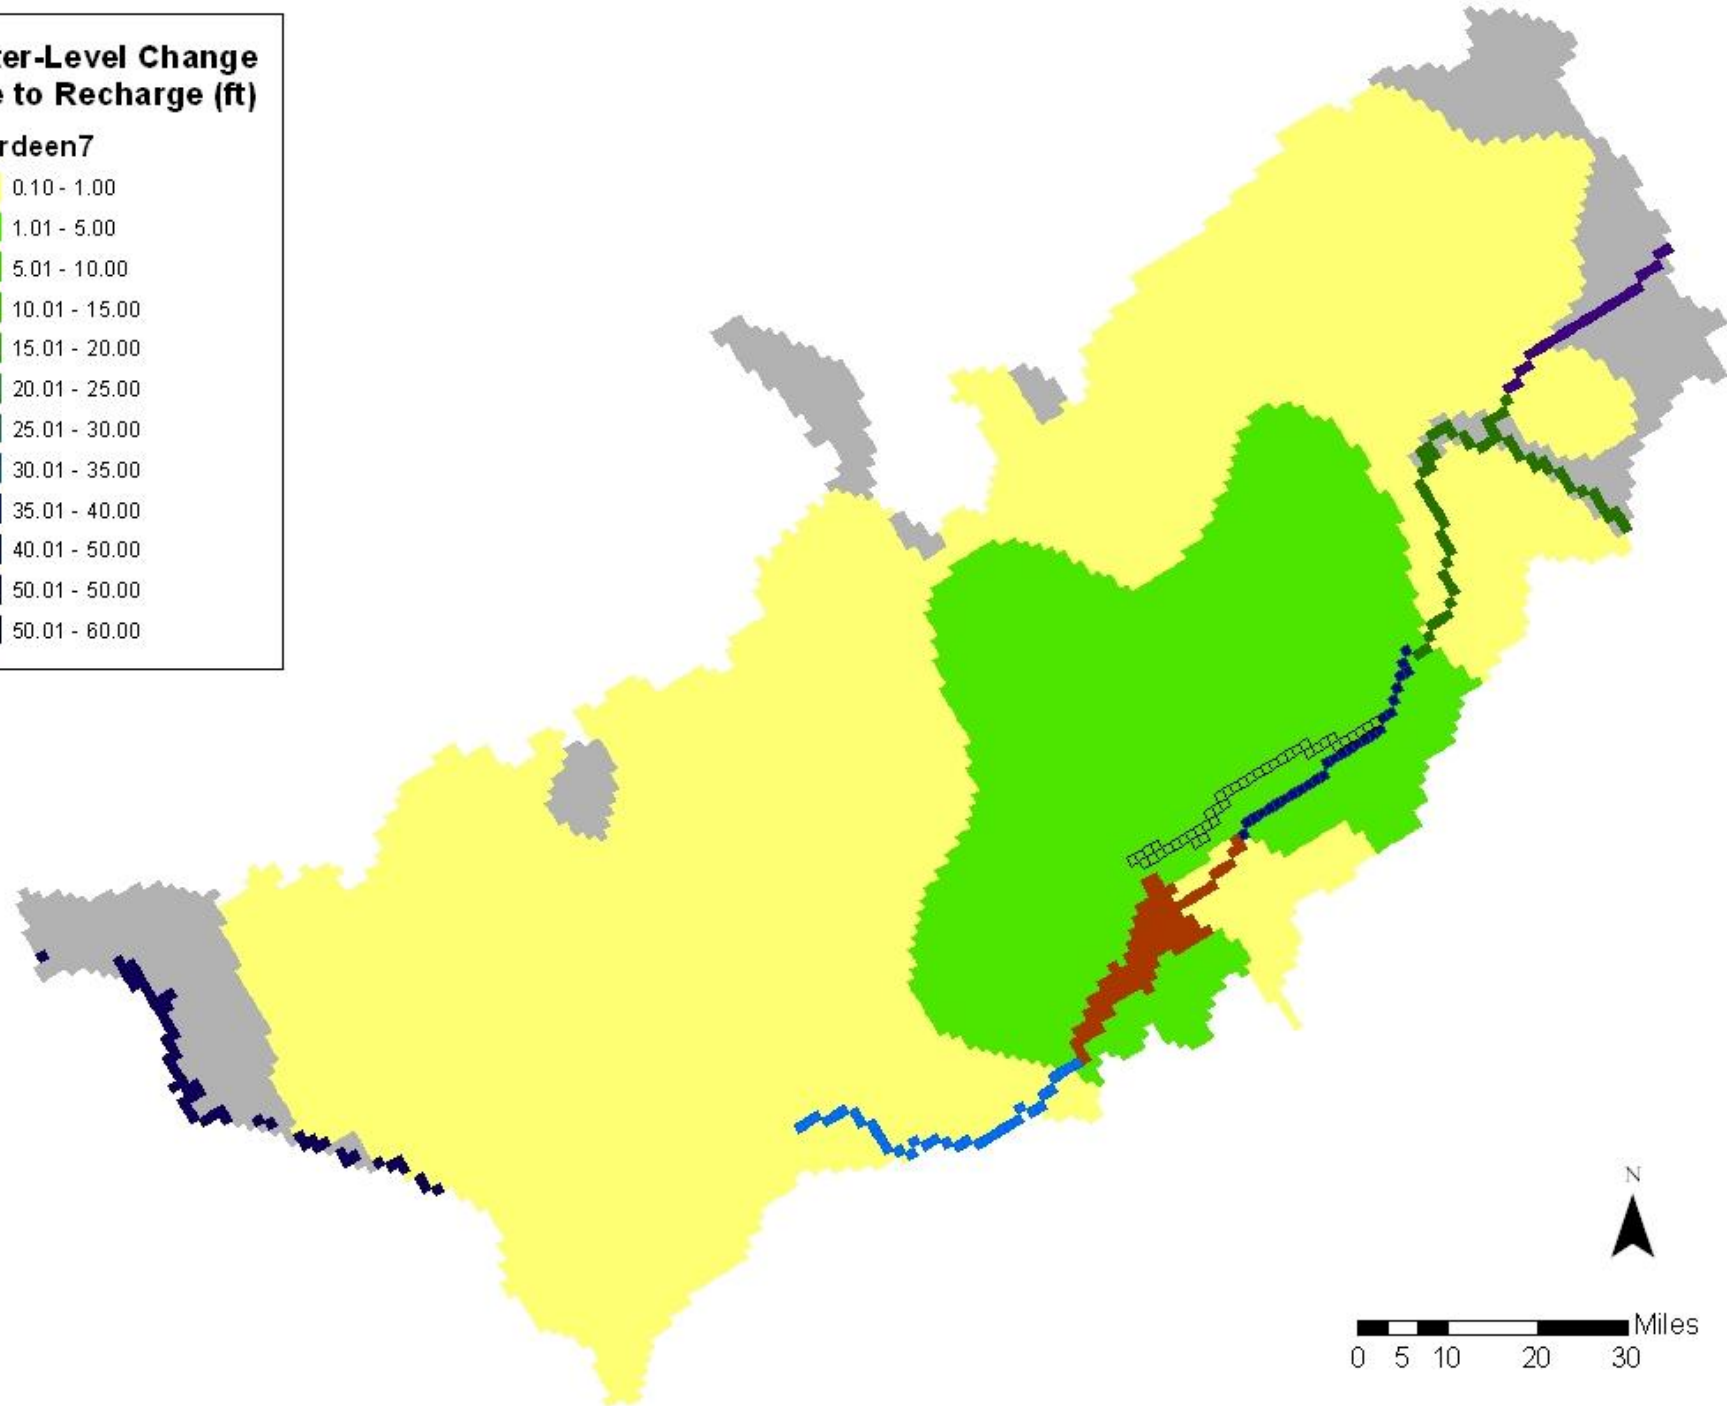 ter-Level Change
e to Recharge (ft)
rdeen7
0.10 - 1.00
1.01 - 5.00
5.01 - 10.00
10.01 - 15.00
15.01 - 20.00
20.01 - 25.00
25.01 - 30.00
30.01 - 35.00
35.01 - 40.00
40.01 - 50.00
50.01 - 50.00
50.01 - 60.00
N
Miles
0 5 10 20 30